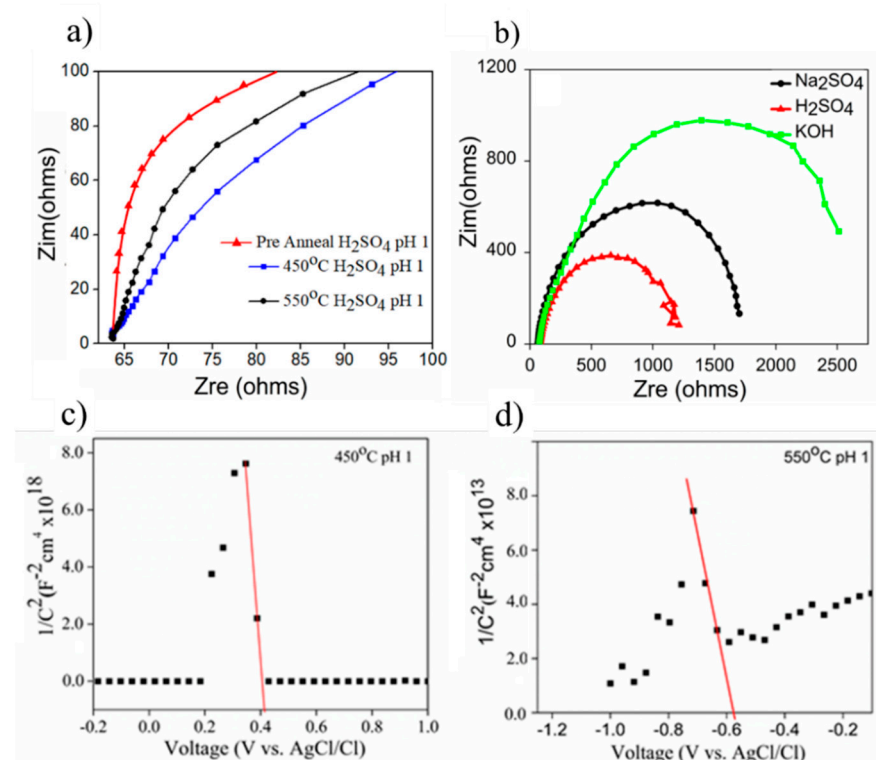 a)
100
80
60
40
20
0
Zim(ohms)
Pre Anneal H₂SO₄ pH 1
450°C H₂SO₄ pH 1
550°C H₂SO₄ pH 1
65 70 75 80 85 90 95 100
Zre (ohms)
b)
1200
800
400
0
Zim(ohms)
Na₂SO₄
H₂SO₄
KOH
0 500 1000 1500 2000 2500
Zre (ohms)
c)
8.0
6.0
4.0
2.0
0.0
1/C²(F⁻²cm⁴ x10¹⁸
450°C pH 1
-0.2 0.0 0.2 0.4 0.6 0.8 1.0
Voltage (V vs. AgCl/Cl)
d)
8.0
6.0
4.0
2.0
0.0
1/C²(F⁻²cm⁴ x10¹³
550°C pH 1
-1.2 -1.0 -0.8 -0.6 -0.4 -0.2
Voltage (V vs. AgCl/Cl)